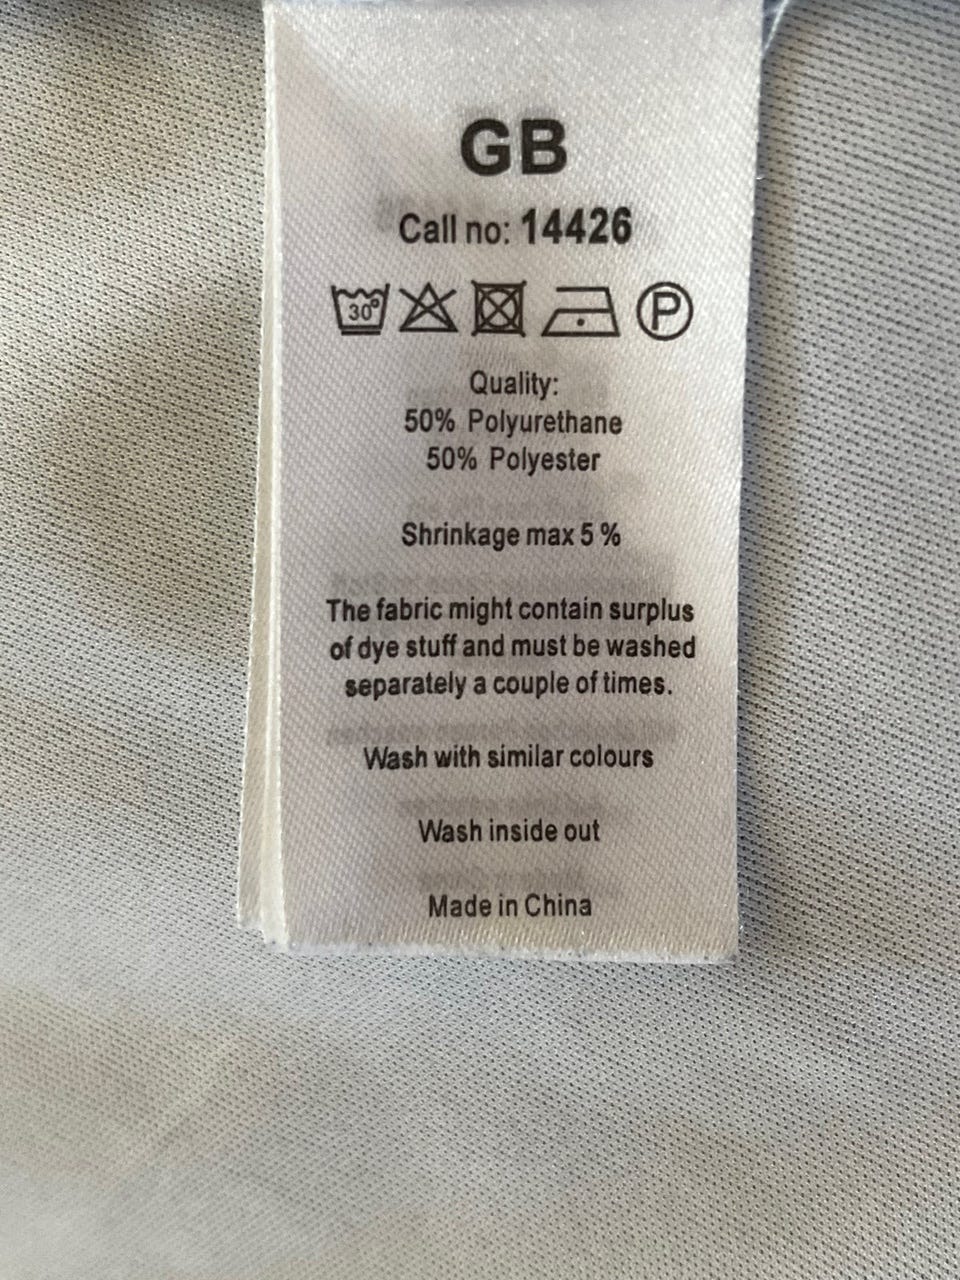 GB
Call no: 14426
30°
P
Quality:
50% Polyurethane
50% Polyester
Shrinkage max 5 %
The fabric might contain surplus
of dye stuff and must be washed
separately a couple of times.
Wash with similar colours
Wash inside out
Made in China